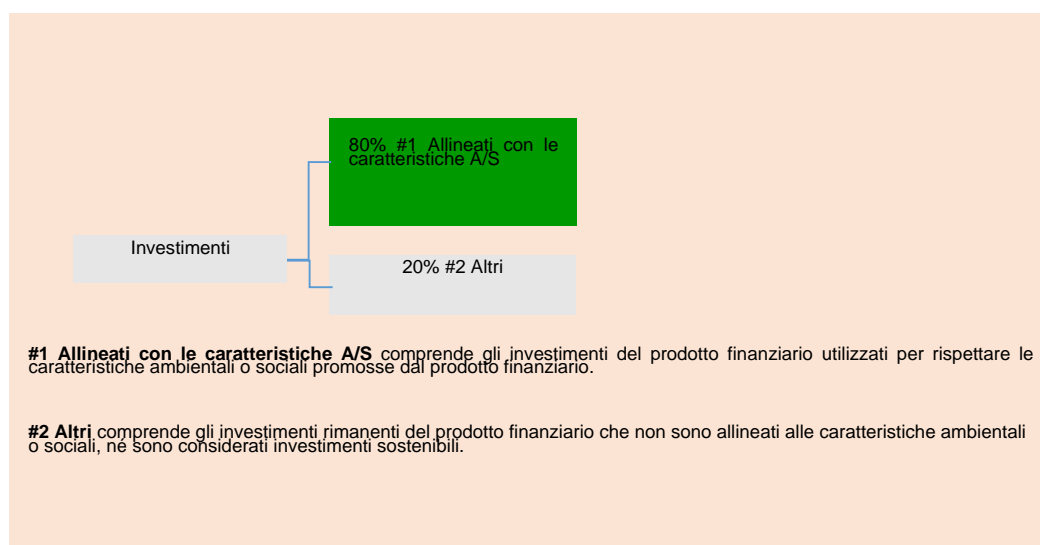 80% #1 Allineati con le
caratteristiche A/S
Investimenti
20% #2 Altri
#1 Allineati con le caratteristiche A/S comprende gli investimenti del prodotto finanziario utilizzati per rispettare le
caratteristiche ambientali o sociali promosse dal prodotto finanziario.
#2 Altri comprende gli investimenti rimanenti del prodotto finanziario che non sono allineati alle caratteristiche ambientali
o sociali, né sono considerati investimenti sostenibili.